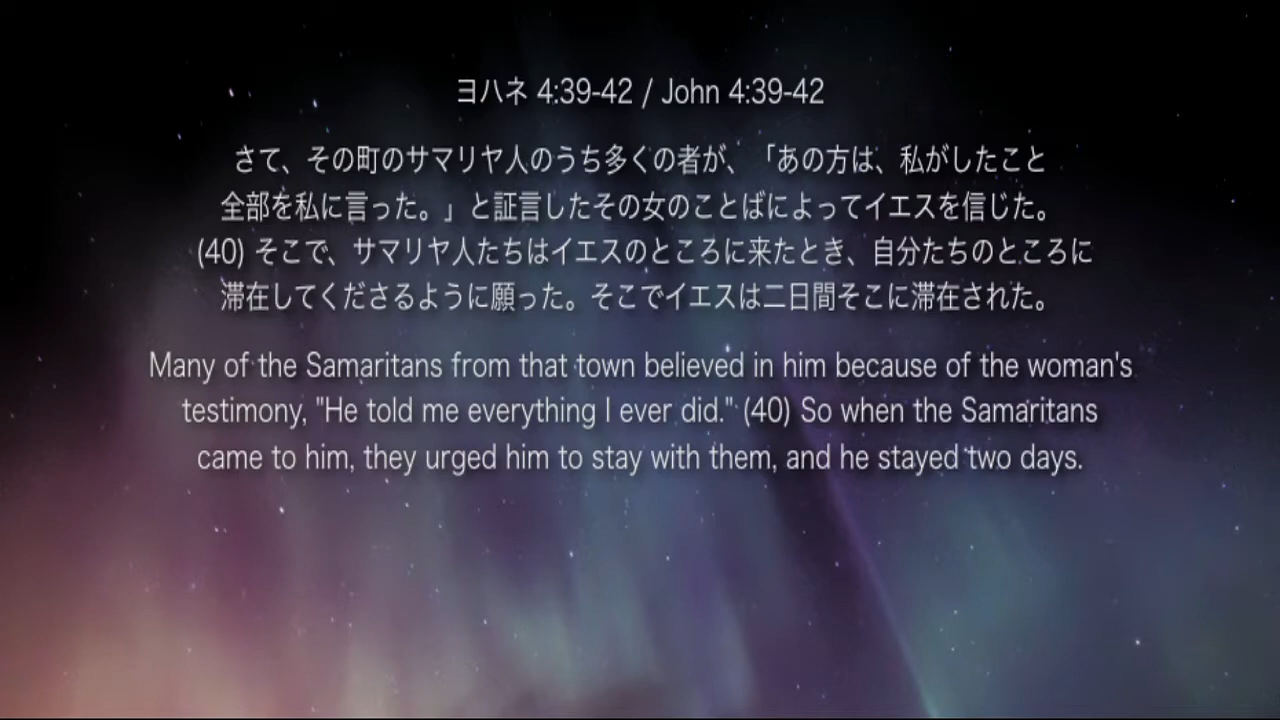 ヨハネ 4:39-42 / John 4:39-42
さて、その町のサマリヤ人のうち多くの者が、「あの方は、私がしたこと
全部を私に言った。」と証言したその女のことばによってイエスを信じた。
(40) そこで、サマリヤ人たちはイエスのところに来たとき、自分たちのところに
滞在してくださるように願った。そこでイエスは二日間そこに滞在された。
Many of the Samaritans from that town believed in him because of the woman's
testimony, "He told me everything I ever did." (40) So when the Samaritans
came to him, they urged him to stay with them, and he stayed two days.